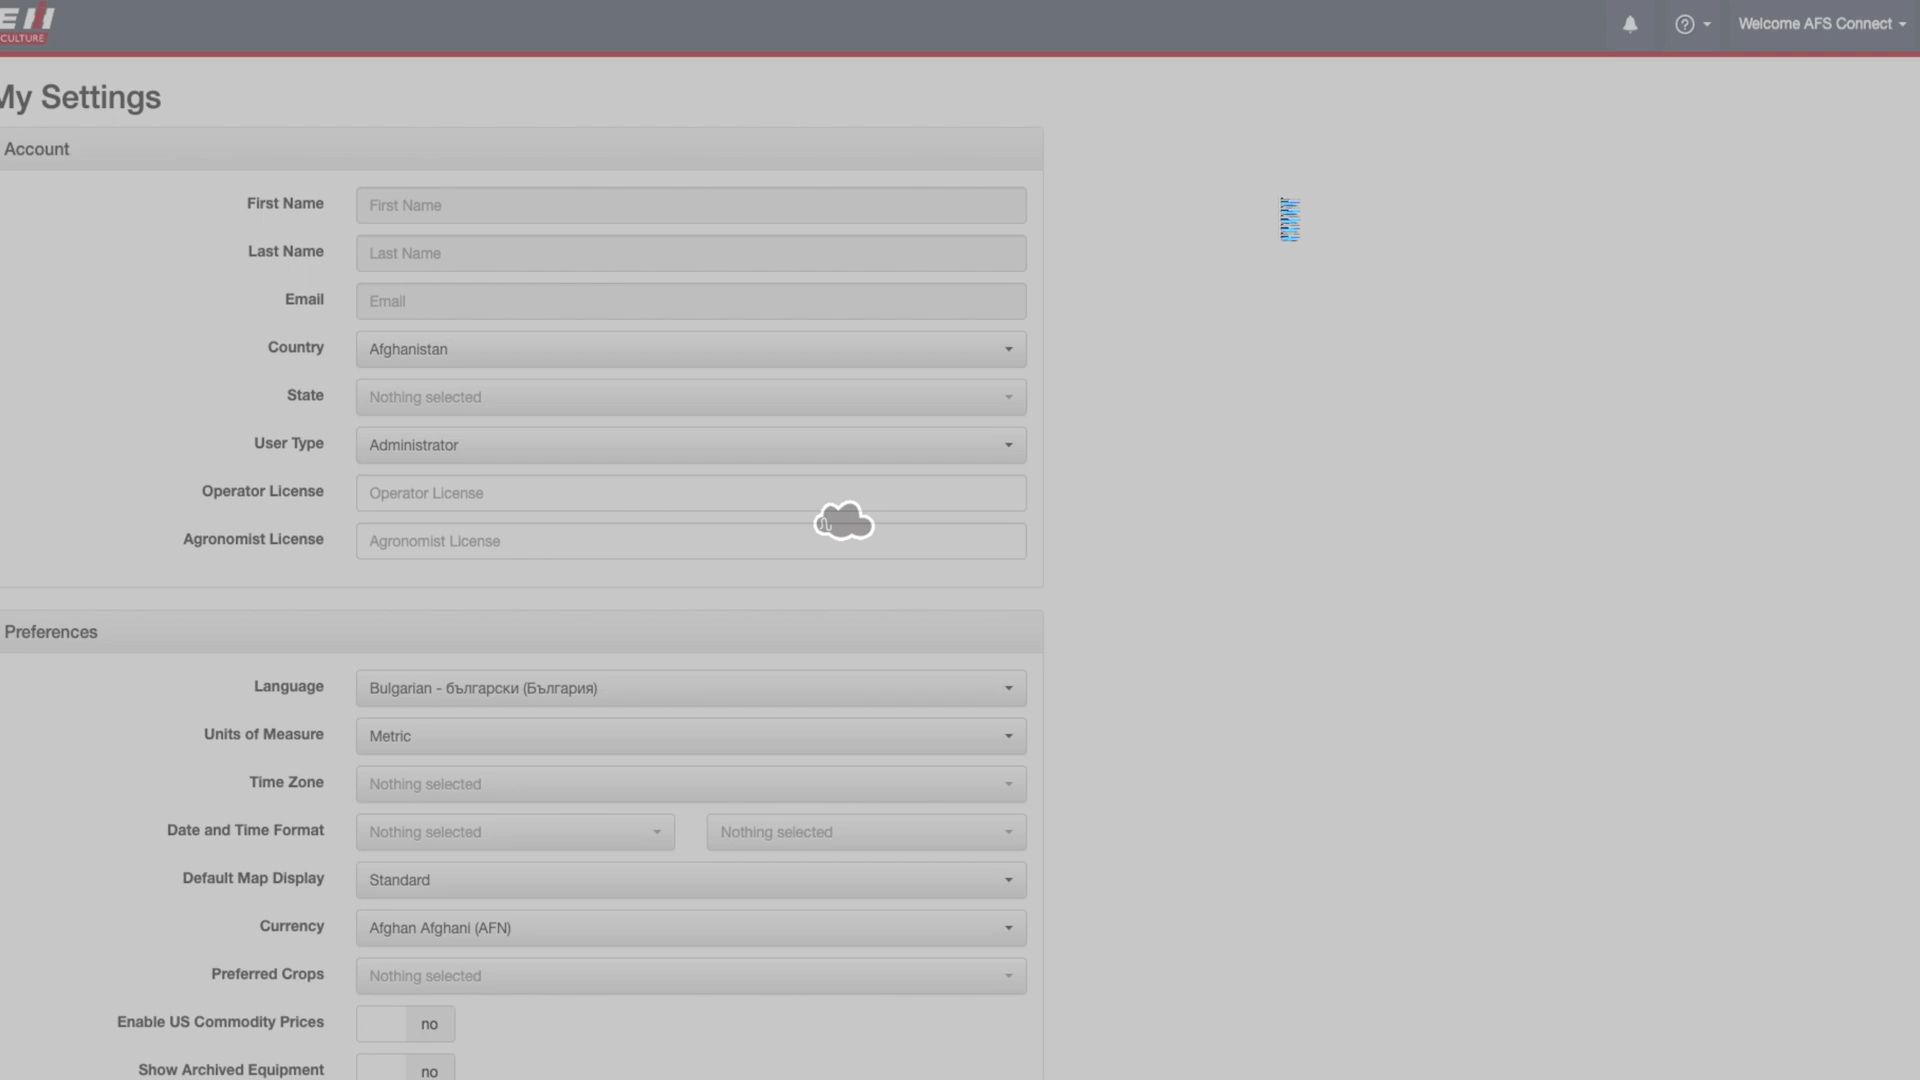 CULTURE
Welcome AFS Connect
My Settings
Account
First Name
First Name
Last Name
Last Name
Email
Email
Country
Afghanistan
State
Nothing selected
User Type
Administrator
Operator License
Operator License
Agronomist License
Agronomist License
Preferences
Language
Bulgarian - български (България)
Units of Measure
Metric
Time Zone
Nothing selected
Date and Time Format
Nothing selected
Nothing selected
Default Map Display
Standard
Currency
Afghan Afghani (AFN)
Preferred Crops
Nothing selected
Enable US Commodity Prices
no
Show Archived Equipment
no